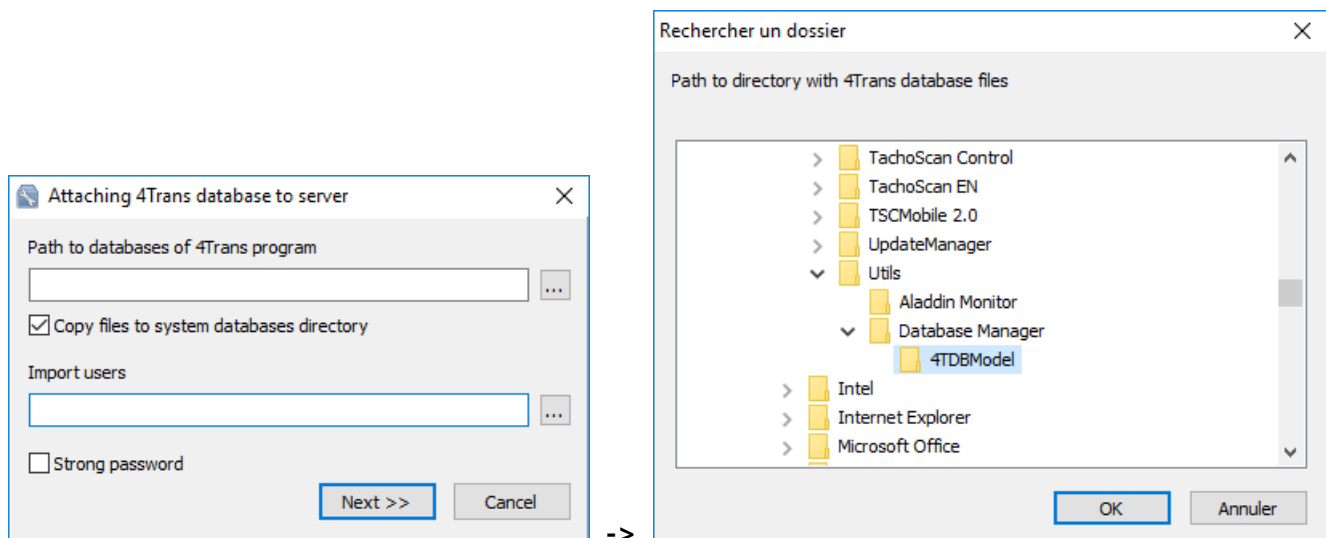 Attaching 4Trans database to server
Path to databases of 4Trans program
...
Copy files to system databases directory
Import users
...
Strong password
Next >>
Cancel
->
Rechercher un dossier
Path to directory with 4Trans database files
TachoScan Control
TachoScan EN
TSCMobile 2.0
UpdateManager
Utils
Aladdin Monitor
Database Manager
4TDBModel
Intel
Internet Explorer
Microsoft Office
OK
Annuler